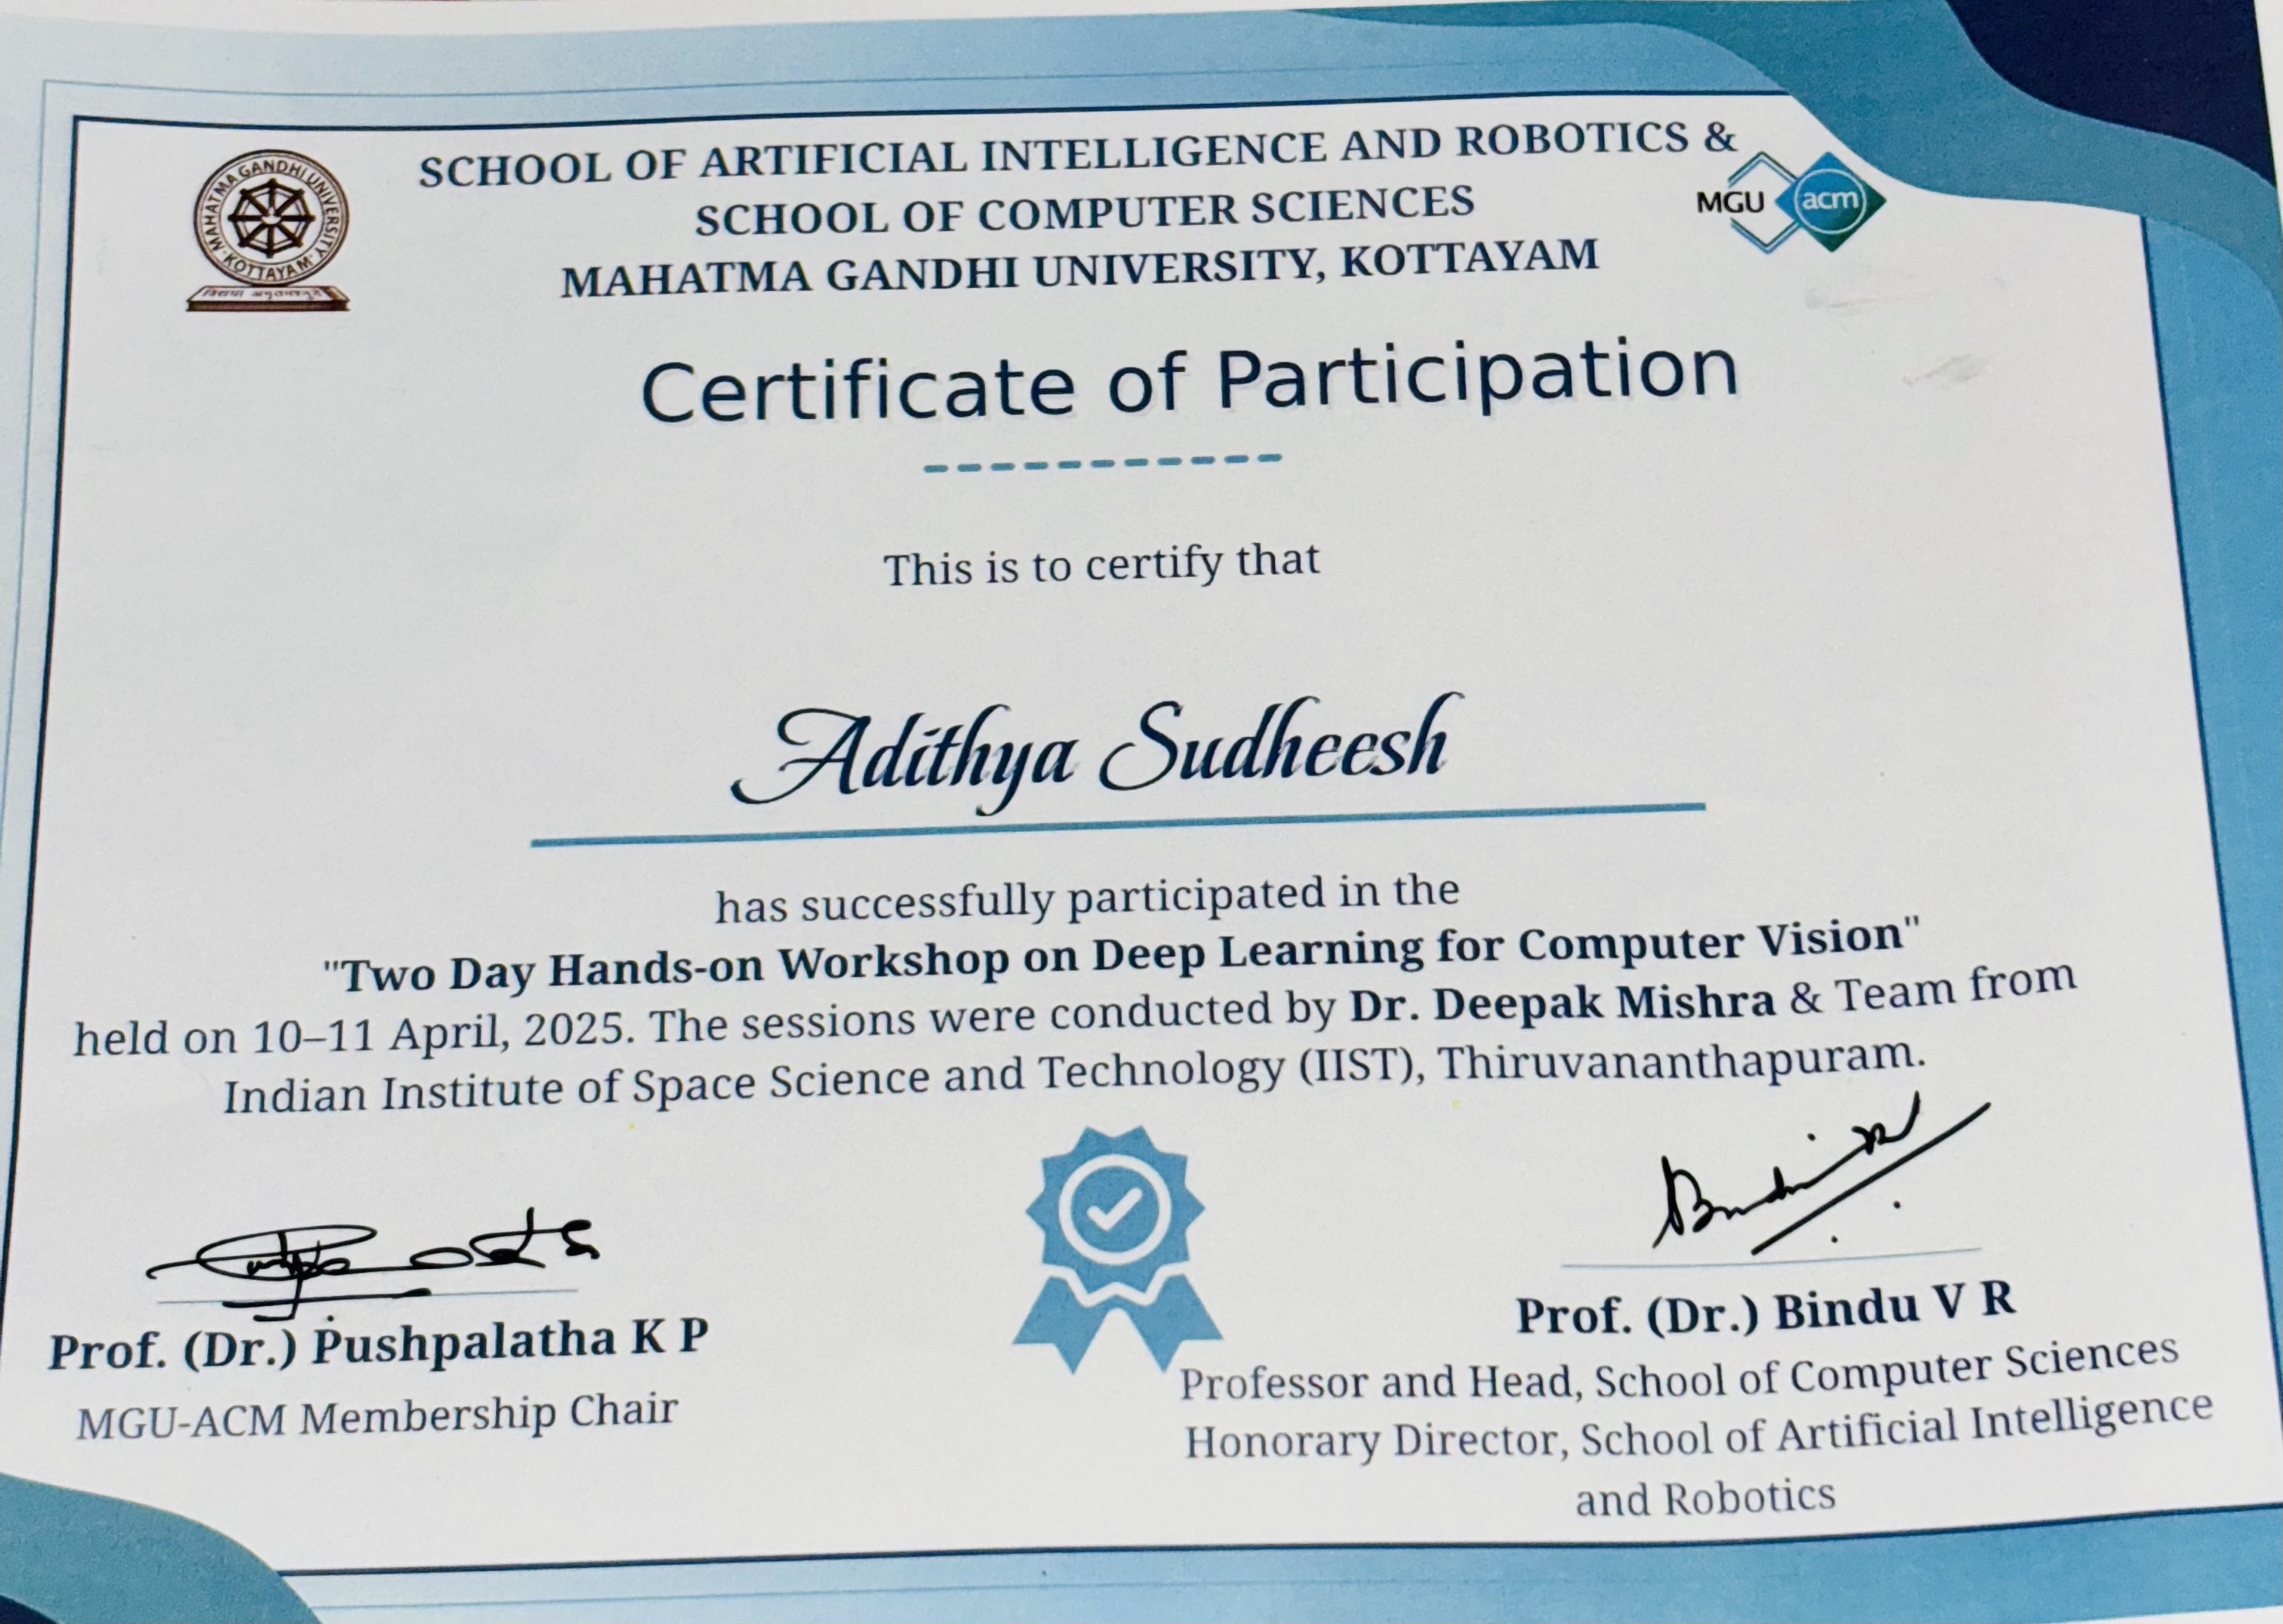 SCHOOL OF ARTIFICIAL INTELLIGENCE AND ROBOTICS &
SCHOOL OF COMPUTER SCIENCES
MAHATMA GANDHI UNIVERSITY, KOTTAYAM
MAHATMA GANDHI UNIVERSITY
KOTTAYAM
MGU acm
Certificate of Participation
This is to certify that
Adithya Sudheesh
has successfully participated in the
"Two Day Hands-on Workshop on Deep Learning for Computer Vision"
held on 10–11 April, 2025. The sessions were conducted by Dr. Deepak Mishra & Team from
Indian Institute of Space Science and Technology (IIST), Thiruvananthapuram.
Prof. (Dr.) Pushpalatha K P
MGU-ACM Membership Chair
Prof. (Dr.) Bindu V R
Professor and Head, School of Computer Sciences
Honorary Director, School of Artificial Intelligence
and Robotics